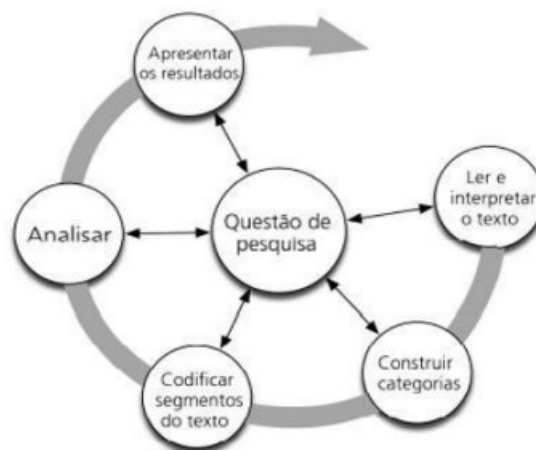 Apresentar
os resultados
Ler e
interpretar
o texto
Questão de
pesquisa
Analisar
Construir
categorias
Codificar
segmentos
do texto